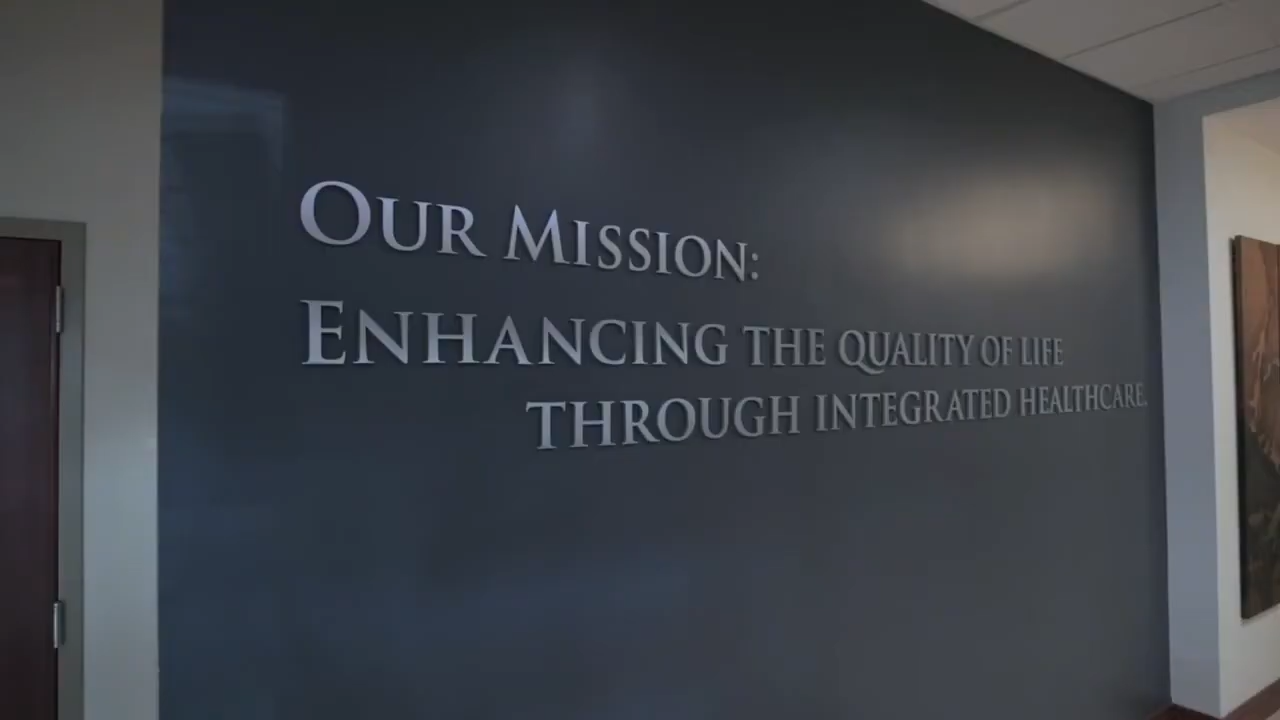 OUR MISSION:
ENHANCING THE QUALITY OF LIFE
THROUGH INTEGRATED HEALTHCARE.